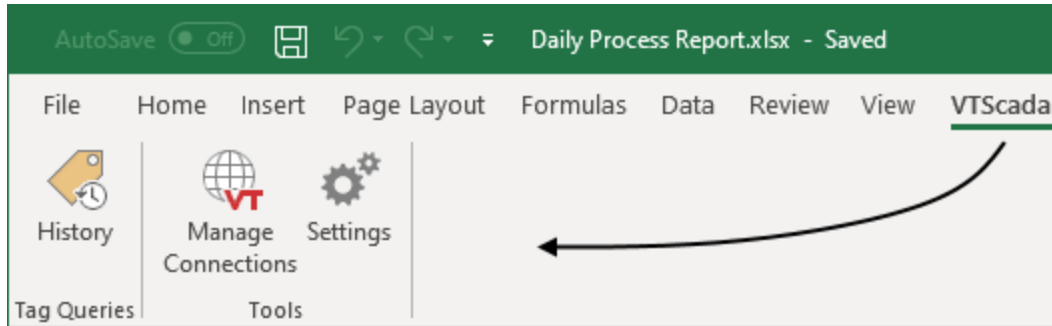 AutoSave Off Daily Process Report.xlsx - Saved
File Home Insert Page Layout Formulas Data Review View VTScada
VT
History Manage Settings
Connections
Tag Queries Tools